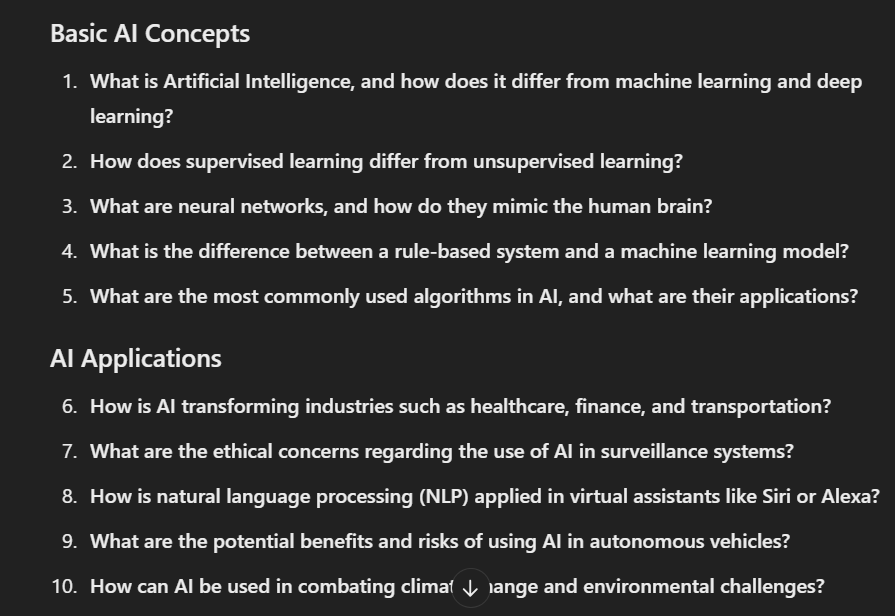 Basic AI Concepts
1. What is Artificial Intelligence, and how does it differ from machine learning and deep
learning?
2. How does supervised learning differ from unsupervised learning?
3. What are neural networks, and how do they mimic the human brain?
4. What is the difference between a rule-based system and a machine learning model?
5. What are the most commonly used algorithms in AI, and what are their applications?
AI Applications
6. How is AI transforming industries such as healthcare, finance, and transportation?
7. What are the ethical concerns regarding the use of AI in surveillance systems?
8. How is natural language processing (NLP) applied in virtual assistants like Siri or Alexa?
9. What are the potential benefits and risks of using AI in autonomous vehicles?
10. How can AI be used in combating climate change and environmental challenges?